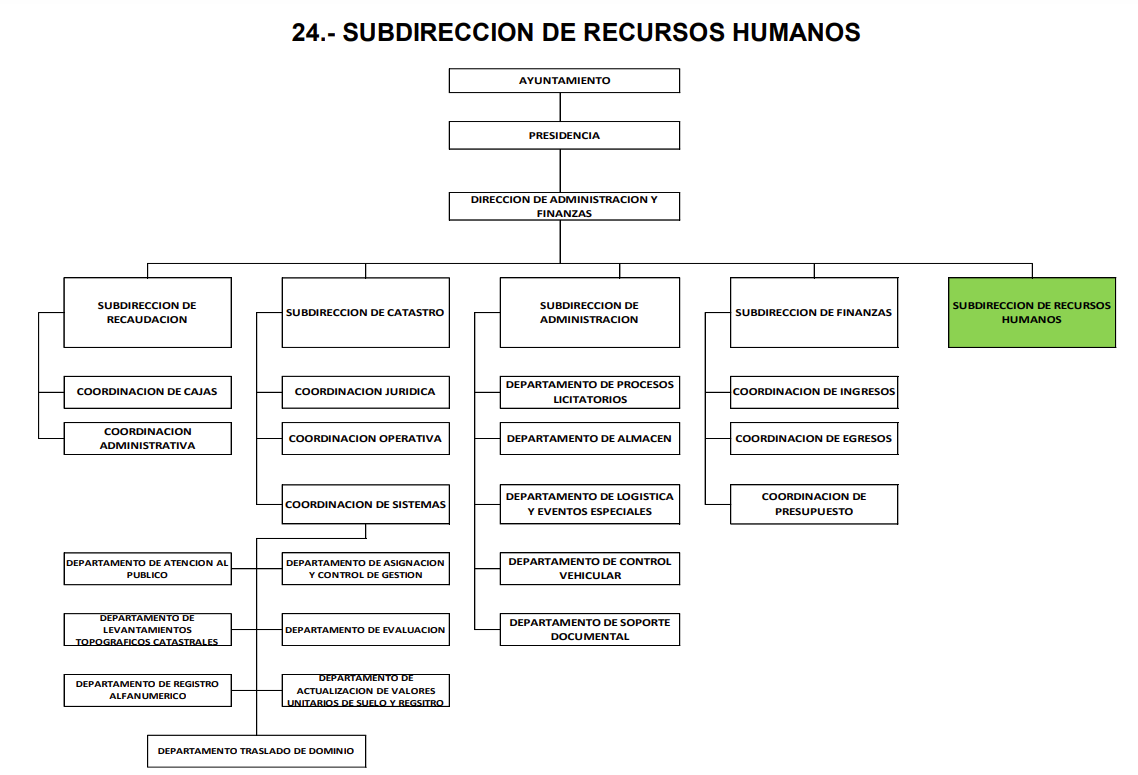 24.- SUBDIRECCION DE RECURSOS HUMANOS
AYUNTAMIENTO
PRESIDENCIA
DIRECCION DE ADMINISTRACION Y
FINANZAS
SUBDIRECCION DE
RECAUDACION
SUBDIRECCION DE CATASTRO
SUBDIRECCION DE
ADMINISTRACION
SUBDIRECCION DE FINANZAS
SUBDIRECCION DE RECURSOS
HUMANOS
COORDINACION DE CAJAS
COORDINACION JURIDICA
DEPARTAMENTO DE PROCESOS
LICITATORIOS
COORDINACION DE INGRESOS
COORDINACION
ADMINISTRATIVA
COORDINACION OPERATIVA
DEPARTAMENTO DE ALMACEN
COORDINACION DE EGRESOS
COORDINACION DE SISTEMAS
DEPARTAMENTO DE LOGISTICA
Y EVENTOS ESPECIALES
COORDINACION DE
PRESUPUESTO
DEPARTAMENTO DE ATENCION AL
PUBLICO
DEPARTAMENTO DE ASIGNACION
Y CONTROL DE GESTION
DEPARTAMENTO DE CONTROL
VEHICULAR
DEPARTAMENTO DE
LEVANTAMIENTOS
TOPOGRAFICOS CATASTRALES
DEPARTAMENTO DE EVALUACION
DEPARTAMENTO DE SOPORTE
DOCUMENTAL
DEPARTAMENTO DE REGISTRO
ALFANUMERICO
DEPARTAMENTO DE
ACTUALIZACION DE VALORES
UNITARIOS DE SUELO Y REGSITRO
DEPARTAMENTO TRASLADO DE DOMINIO